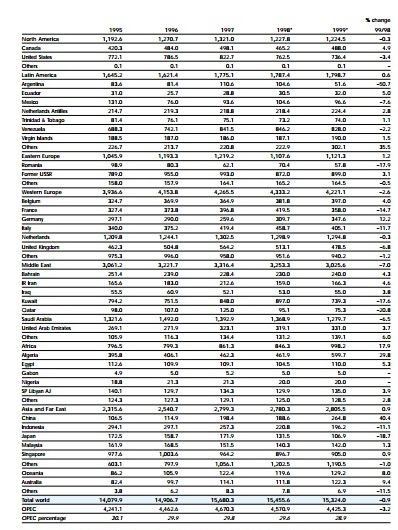 % change
1995 1996 1997 1998* 1999* 99/98
North America 1,192.6 1,270.7 1,321.0 1,227.8 1,224.5 -0.3
Canada 420.3 484.0 498.1 465.2 488.0 4.9
United States 772.1 786.5 822.7 762.5 736.4 -3.4
Others 0.1 0.1 0.1 0.1 0.1 -
Latin America 1,645.2 1,621.4 1,775.1 1,787.4 1,798.7 0.6
Argentina 83.6 81.4 110.6 104.6 51.6 -50.7
Ecuador 31.0 25.7 28.8 30.5 32.0 5.0
Mexico 131.0 76.0 93.6 104.6 96.6 -7.6
Netherlands Antilles 214.7 219.3 218.8 218.4 224.4 2.8
Trinidad & Tobago 81.4 76.1 75.1 73.2 74.0 1.1
Venezuela 688.3 742.1 841.5 846.2 828.0 -2.2
Virgin Islands 188.5 187.0 186.0 187.1 190.0 1.5
Others 226.7 213.7 220.8 222.9 302.1 35.5
Eastern Europe 1,045.9 1,193.3 1,219.2 1,107.6 1,121.3 1.2
Romania 98.9 80.3 62.1 70.4 57.8 -17.9
Former USSR 789.0 955.0 993.0 872.0 899.0 3.1
Others 158.0 157.9 164.1 165.2 164.5 -0.5
Western Europe 3,936.6 4,153.8 4,265.5 4,333.2 4,221.1 -2.6
Belgium 324.7 369.9 364.9 381.8 397.0 4.0
France 327.4 373.8 396.8 419.5 358.0 -14.7
Germany 297.1 290.0 259.6 309.7 347.6 12.2
Italy 340.0 375.2 419.4 458.7 405.1 -11.7
Netherlands 1,209.8 1,244.1 1,302.5 1,298.9 1,294.8 -0.3
United Kingdom 462.3 504.8 564.2 513.1 478.5 -6.8
Others 975.3 996.0 958.0 951.6 940.2 -1.2
Middle East 3,061.2 3,221.7 3,316.4 3,253.3 3,025.6 -7.0
Bahrain 251.4 239.0 228.4 230.0 240.0 4.3
IR Iran 165.6 183.0 212.6 159.0 166.3 4.6
Iraq 55.5 60.9 52.1 53.0 55.0 3.8
Kuwait 794.2 751.5 848.0 897.0 739.3 -17.6
Qatar 98.0 107.0 125.0 95.1 75.3 -20.8
Saudi Arabia 1,321.6 1,492.0 1,392.9 1,368.9 1,279.7 -6.5
United Arab Emirates 269.1 271.9 323.1 319.1 331.0 3.7
Others 105.9 116.3 134.4 131.2 139.1 6.0
Africa 796.5 799.3 861.3 846.3 998.2 17.9
Algeria 395.8 406.1 462.3 461.9 599.7 29.8
Egypt 112.6 109.9 109.1 104.5 110.0 5.3
Gabon 4.9 5.0 5.2 5.0 5.0 -
Nigeria 18.8 21.3 21.3 20.0 20.0 -
SP Libyan AJ 140.1 129.7 134.3 129.9 135.0 3.9
Others 124.3 127.3 129.1 125.0 128.5 2.8
Asia and Far East 2,315.6 2,540.7 2,799.3 2,780.3 2,805.5 0.9
China 106.5 114.9 198.4 188.6 264.8 40.4
Indonesia 294.1 297.1 257.3 220.8 196.2 -11.1
Japan 172.5 158.7 171.9 131.5 106.9 -18.7
Malaysia 161.9 168.5 151.5 140.3 142.0 1.3
Singapore 977.6 1,003.6 964.2 896.7 905.0 0.9
Others 603.1 797.9 1,056.1 1,202.5 1,190.5 -1.0
Oceania 86.2 105.9 122.4 119.6 129.2 8.0
Australia 82.4 99.7 114.1 111.8 122.3 9.4
Others 3.8 6.2 8.3 7.8 6.9 -11.5
Total world 14,079.9 14,906.7 15,680.3 15,455.6 15,324.0 -0.9
OPEC 4,241.1 4,462.6 4,670.3 4,570.9 4,425.3 -3.2
OPEC percentage 30.1 29.9 29.8 29.6 28.9